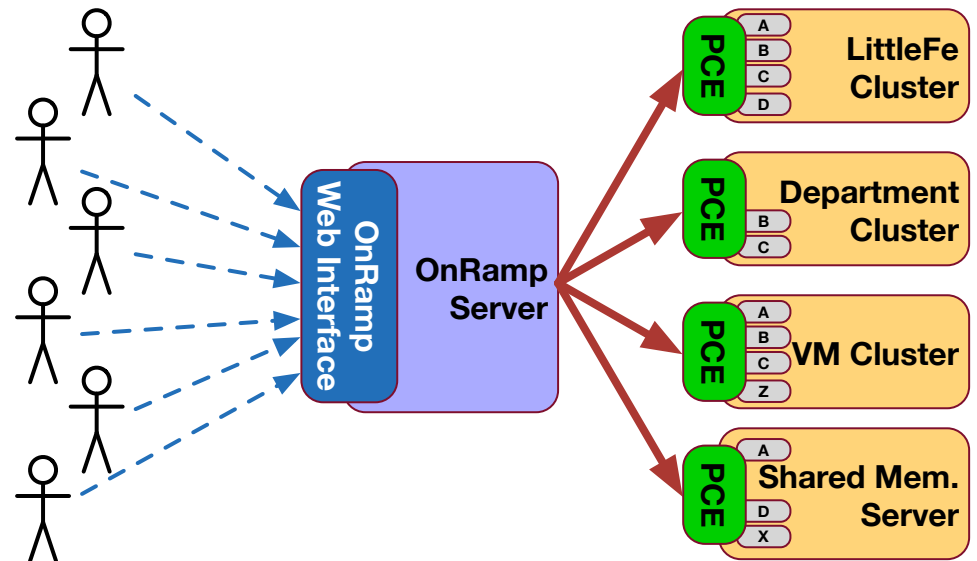 OnRamp
Web Interface
OnRamp
Server
PCE
A
B
C
D
LittleFe
Cluster
PCE
B
C
Department
Cluster
PCE
A
B
C
Z
VM Cluster
PCE
A
D
X
Shared Mem.
Server